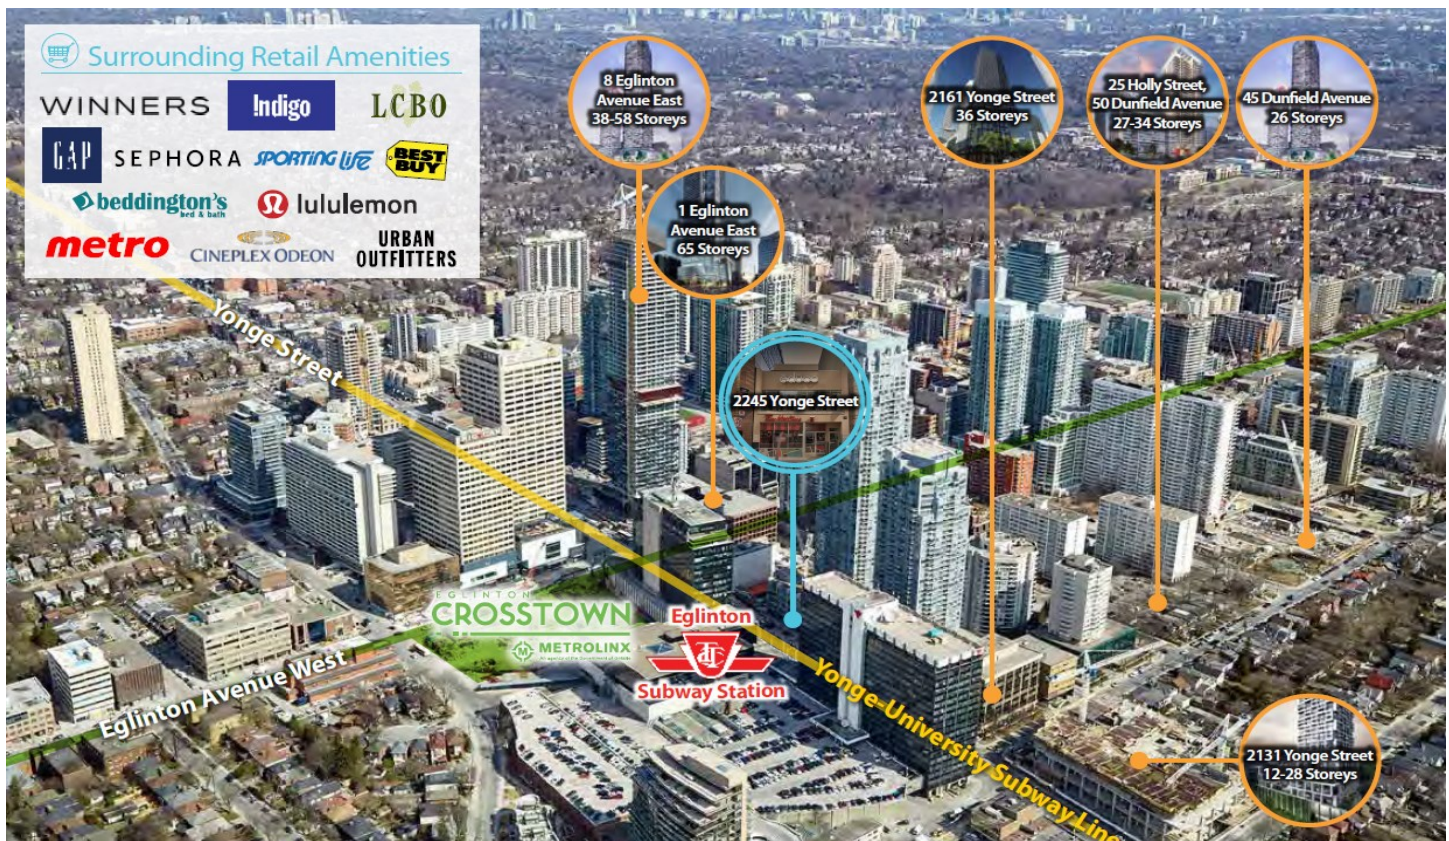 Surrounding Retail Amenities
WINNERS
Indigo
LCBO
GAP
SEPHORA
SPORTING LIFE
BEST
BUY
beddington's
bed & bath
lululemon
metro
CINEPLEX ODEON
URBAN
OUTFITTERS
8 Eglinton
Avenue East
38-58 Storeys
1 Eglinton
Avenue East
65 Storeys
2161 Yonge Street
36 Storeys
25 Holly Street,
50 Dunfield Avenue
27-34 Storeys
45 Dunfield Avenue
26 Storeys
Yonge Street
2245 Yonge Street
EGLINTON
CROSSTOWN
METROLINX
Eglinton
TTC
Subway Station
Eglinton Avenue West
Yonge-University Subway Line
2131 Yonge Street
12-28 Storeys